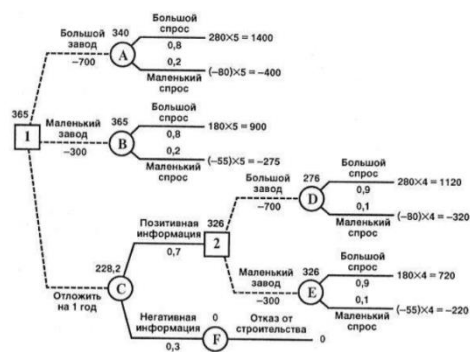 Большой
завод
–700
340
A
Большой
спрос
0,8
280×5 = 1400
0,2
Маленький
спрос
(–80)×5 = –400
365
1
Маленький
завод
–300
365
B
Большой
спрос
0,8
180×5 = 900
0,2
Маленький
спрос
(–55)×5 = –275
Отложить
на 1 год
228,2
C
Позитивная
информация
0,7
326
2
Большой
завод
–700
276
D
Большой
спрос
0,9
280×4 = 1120
0,1
Маленький
спрос
(–80)×4 = –320
Маленький
завод
–300
326
E
Большой
спрос
0,9
180×4 = 720
0,1
Маленький
спрос
(–55)×4 = –220
Негативная
информация
0,3
0
F
Отказ от
строительства
0